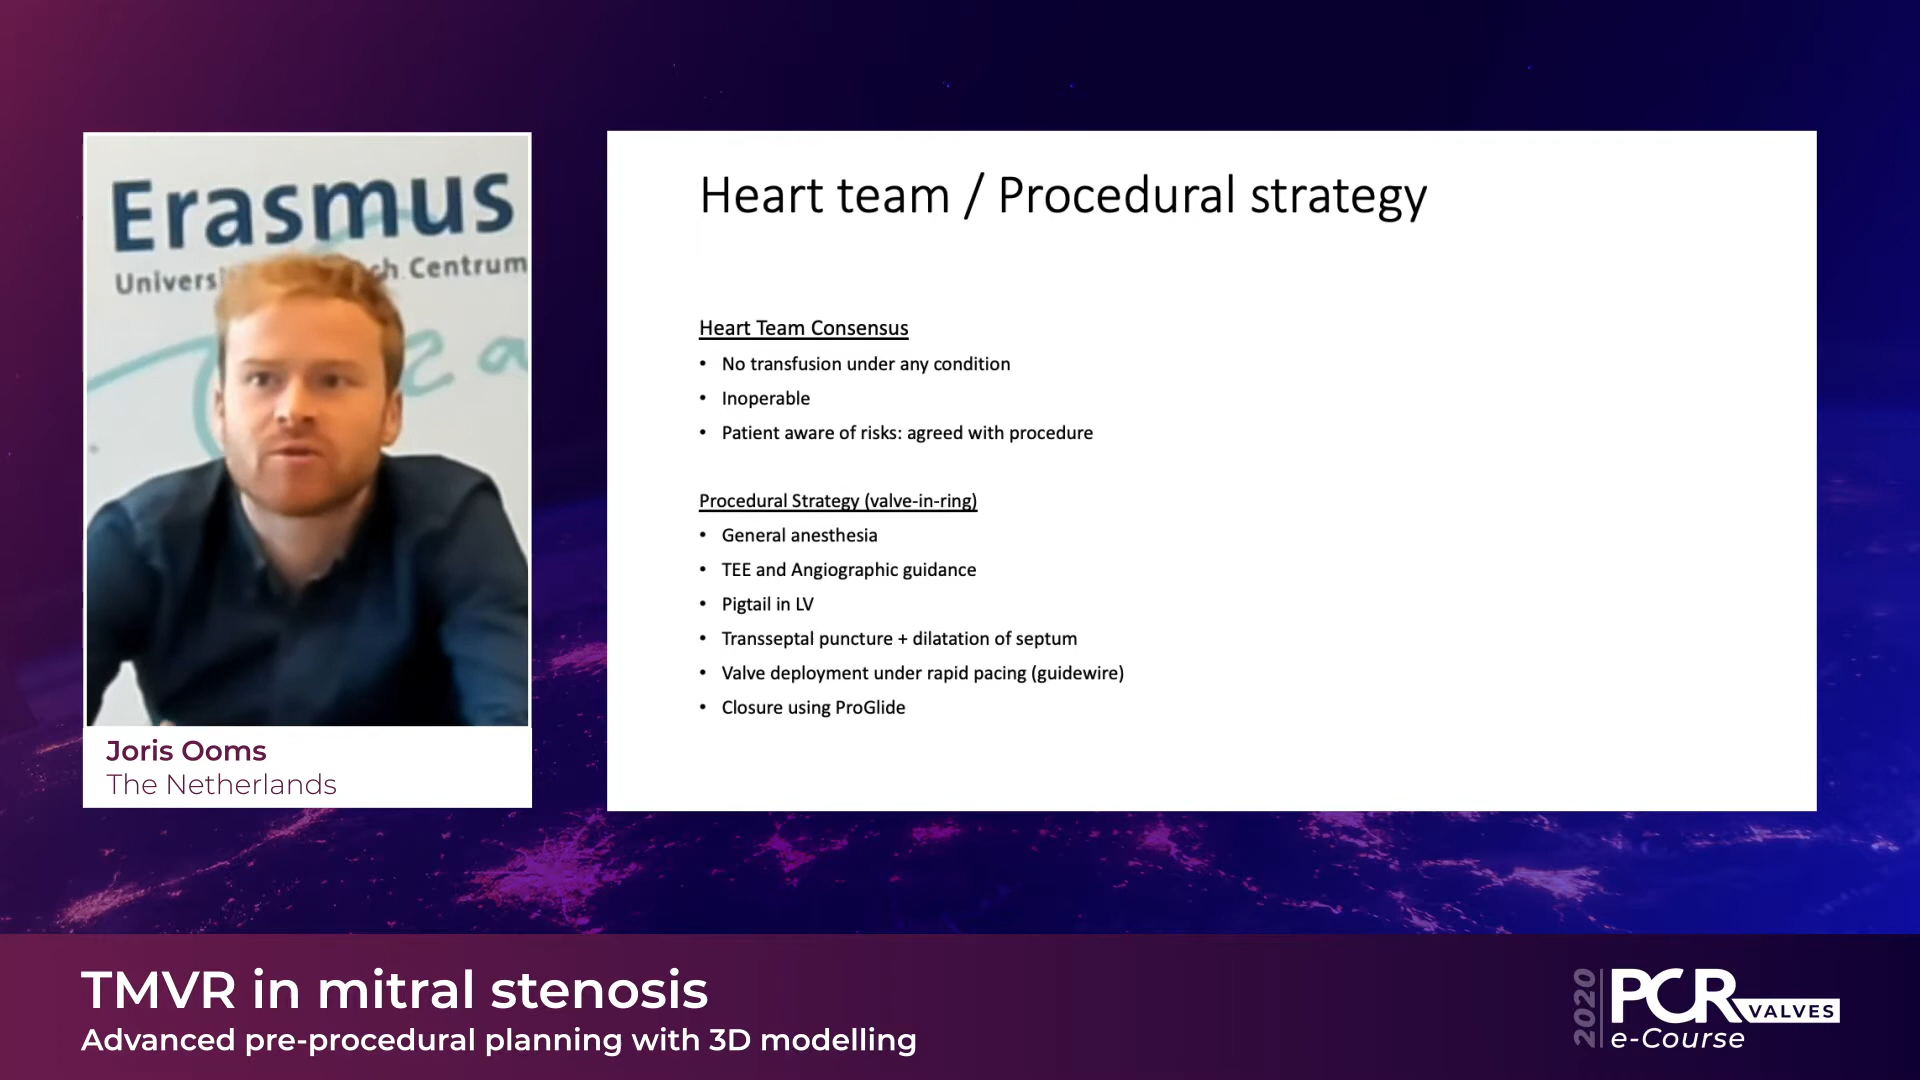 Erasmus
Univers ch Centrum
za
Joris Ooms
The Netherlands
Heart team / Procedural strategy
Heart Team Consensus
• No transfusion under any condition
• Inoperable
• Patient aware of risks: agreed with procedure
Procedural Strategy (valve-in-ring)
• General anesthesia
• TEE and Angiographic guidance
• Pigtail in LV
• Transseptal puncture + dilatation of septum
• Valve deployment under rapid pacing (guidewire)
• Closure using ProGlide
TMVR in mitral stenosis
Advanced pre-procedural planning with 3D modelling
2020
PCR
VALVES
e-Course